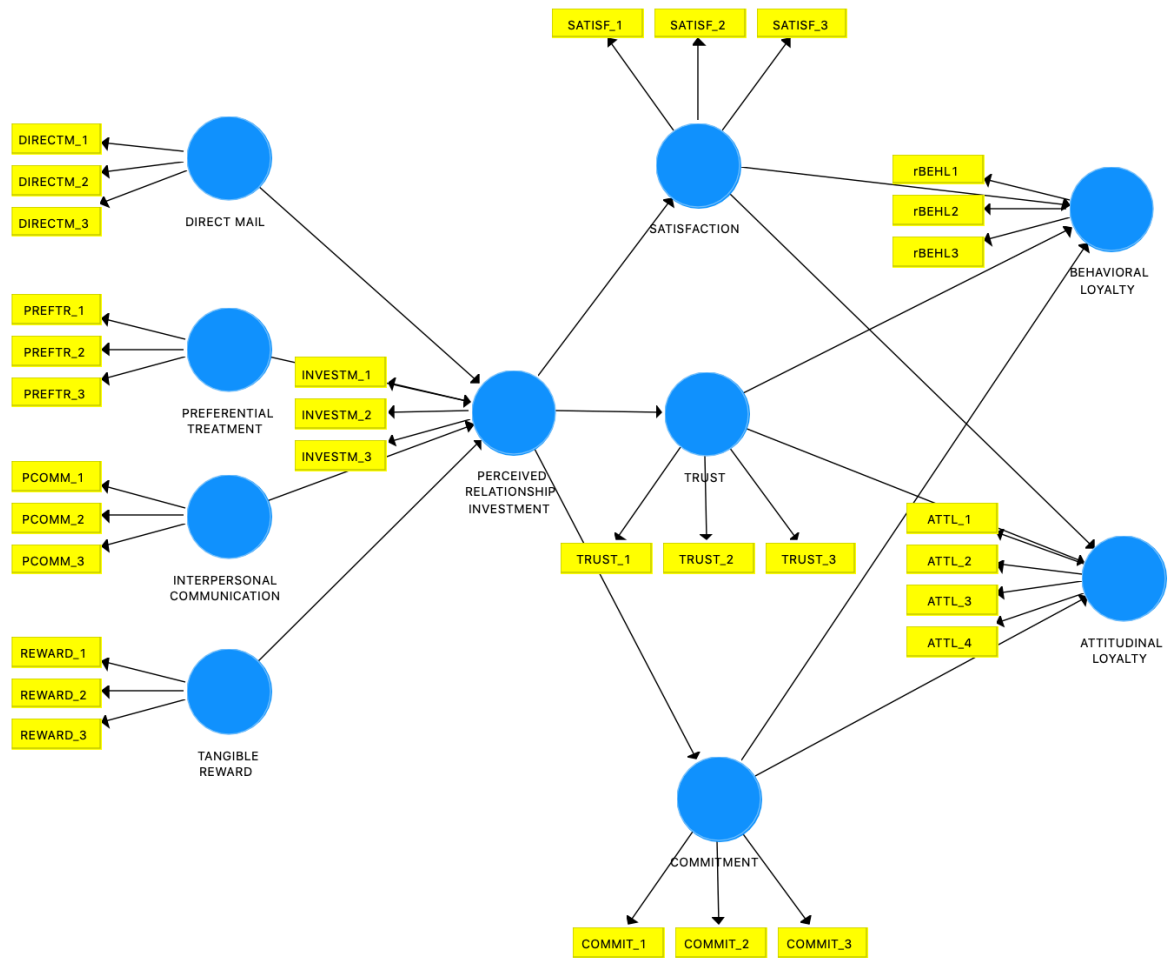 SATISF_1
SATISF_2
SATISF_3
DIRECTM_1
DIRECTM_2
DIRECTM_3
DIRECT MAIL
SATISFACTION
rBEHL1
rBEHL2
rBEHL3
BEHAVIORAL
LOYALTY
PREFTR_1
PREFTR_2
PREFTR_3
PREFERENTIAL
TREATMENT
INVESTM_1
INVESTM_2
INVESTM_3
PERCEIVED
RELATIONSHIP
INVESTMENT
TRUST
TRUST_1
TRUST_2
TRUST_3
PCOMM_1
PCOMM_2
PCOMM_3
INTERPERSONAL
COMMUNICATION
ATTL_1
ATTL_2
ATTL_3
ATTL_4
ATTITUDINAL
LOYALTY
REWARD_1
REWARD_2
REWARD_3
TANGIBLE
REWARD
COMMITMENT
COMMIT_1
COMMIT_2
COMMIT_3